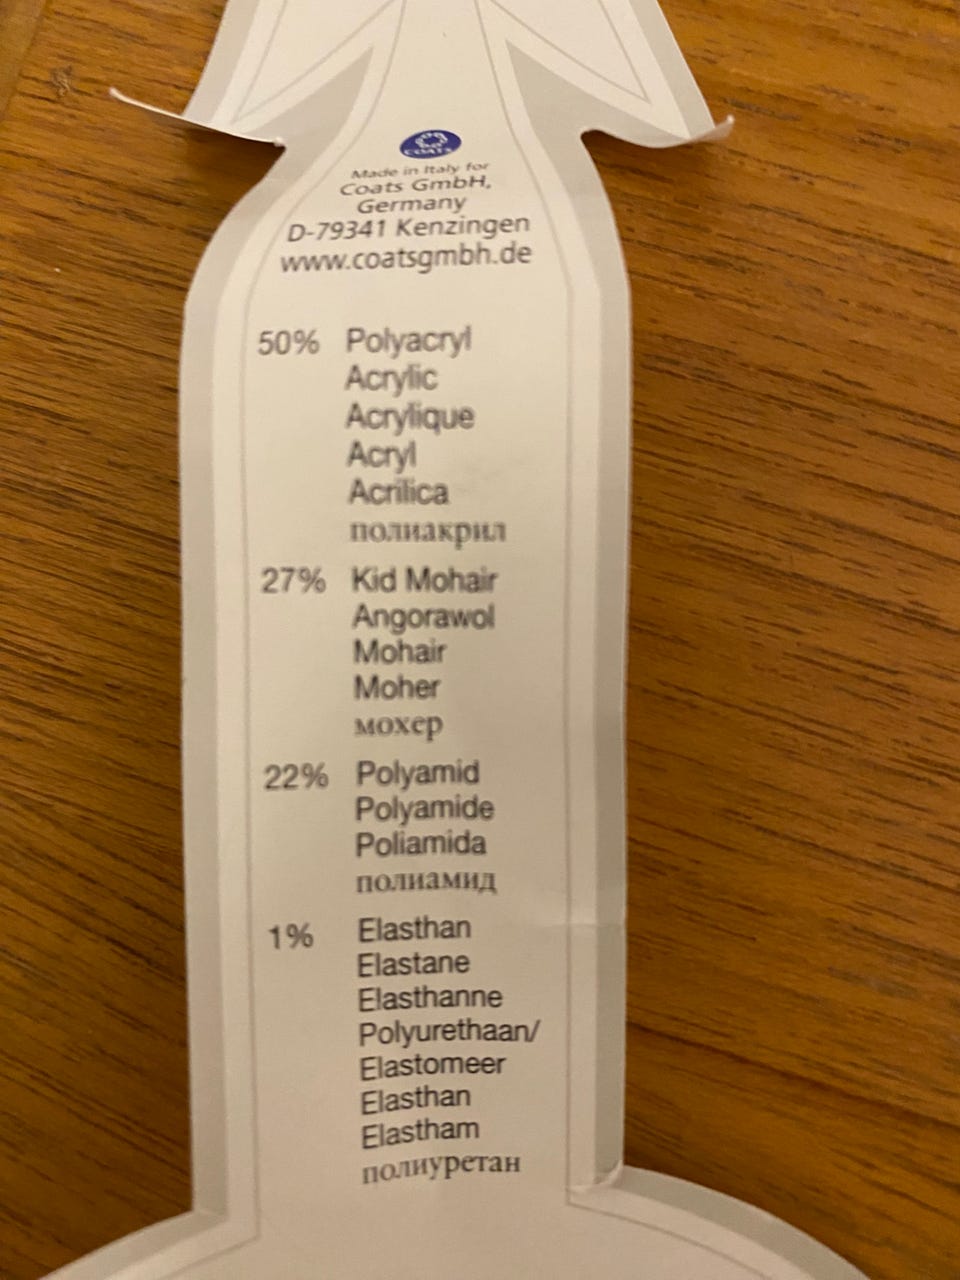 COATS
Made in Italy for
Coats GmbH,
Germany
D-79341 Kenzingen
www.coatsgmbh.de
50% Polyacryl
Acrylic
Acrylique
Acryl
Acrilica
полиакрил
27% Kid Mohair
Angorawol
Mohair
Moher
мохер
22% Polyamid
Polyamide
Poliamida
полиамид
1% Elasthan
Elastane
Elasthanne
Polyurethaan/
Elastomeer
Elasthan
Elastham
полиуретан